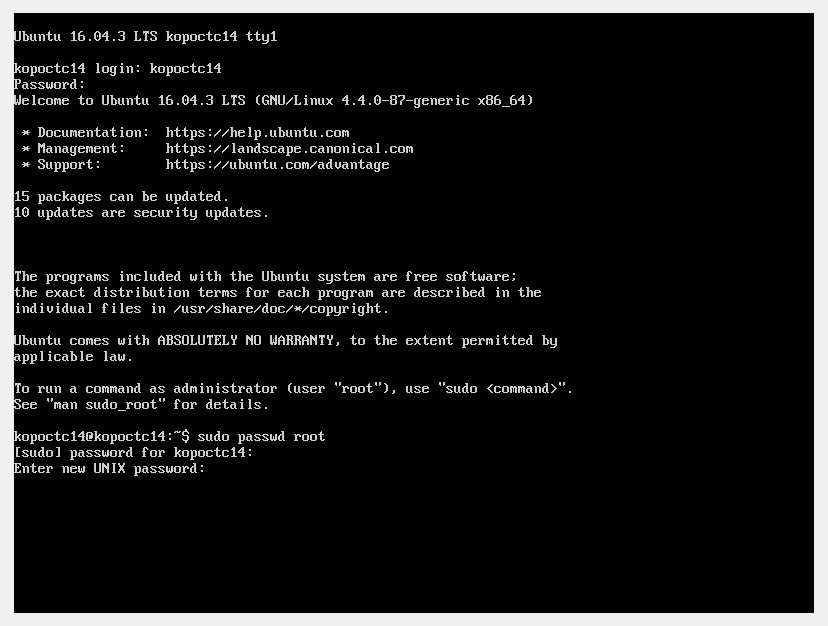 Ubuntu 16.04.3 LTS kopoctc14 tty1
kopoctc14 login: kopoctc14
Password:
Welcome to Ubuntu 16.04.3 LTS (GNU/Linux 4.4.0-87-generic x86_64)
* Documentation:  https://help.ubuntu.com
* Management:     https://landscape.canonical.com
* Support:        https://ubuntu.com/advantage
15 packages can be updated.
10 updates are security updates.
The programs included with the Ubuntu system are free software;
the exact distribution terms for each program are described in the
individual files in /usr/share/doc/*/copyright.
Ubuntu comes with ABSOLUTELY NO WARRANTY, to the extent permitted by
applicable law.
To run a command as administrator (user "root"), use "sudo <command>".
See "man sudo_root" for details.
kopoctc14@kopoctc14:~$ sudo passwd root
[sudo] password for kopoctc14:
Enter new UNIX password: